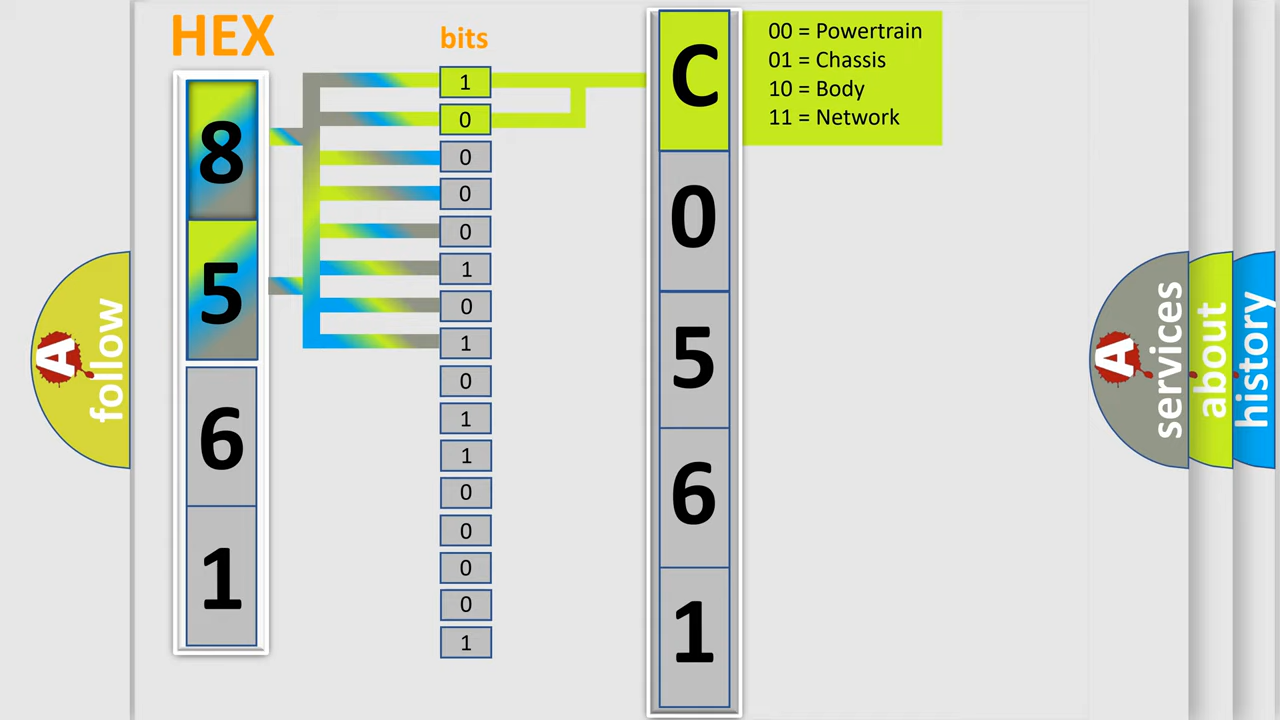 HEX
8
5
6
1
bits
1
0
0
0
0
1
0
1
0
1
1
0
0
0
0
1
C
0
5
6
1
00 = Powertrain
01 = Chassis
10 = Body
11 = Network
A
follow
A
services
about
history